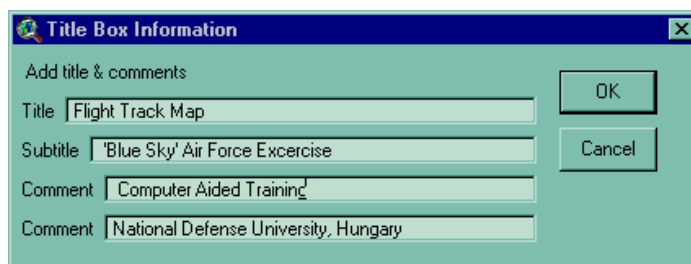 Title Box Information
Add title & comments
Title Flight Track Map
OK
Subtitle 'Blue Sky' Air Force Excercise
Cancel
Comment Computer Aided Training
Comment National Defense University, Hungary